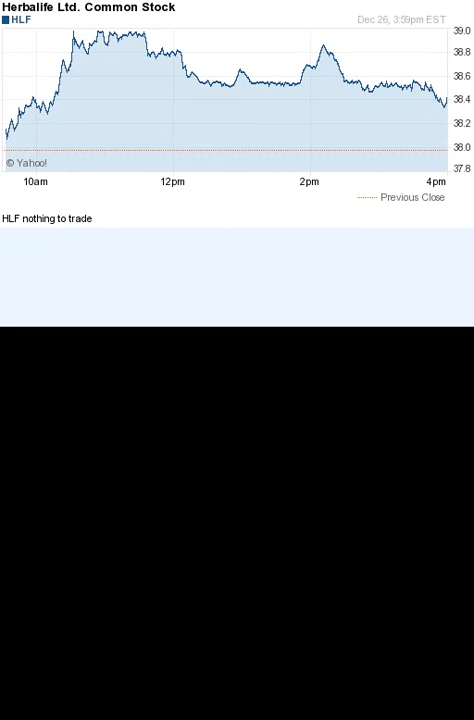 Herbalife Ltd. Common Stock
HLF Dec 26, 3:59pm EST
39.0
38.8
38.6
38.4
38.2
38.0
37.8
© Yahoo!
10am 12pm 2pm 4pm
Previous Close
HLF nothing to trade